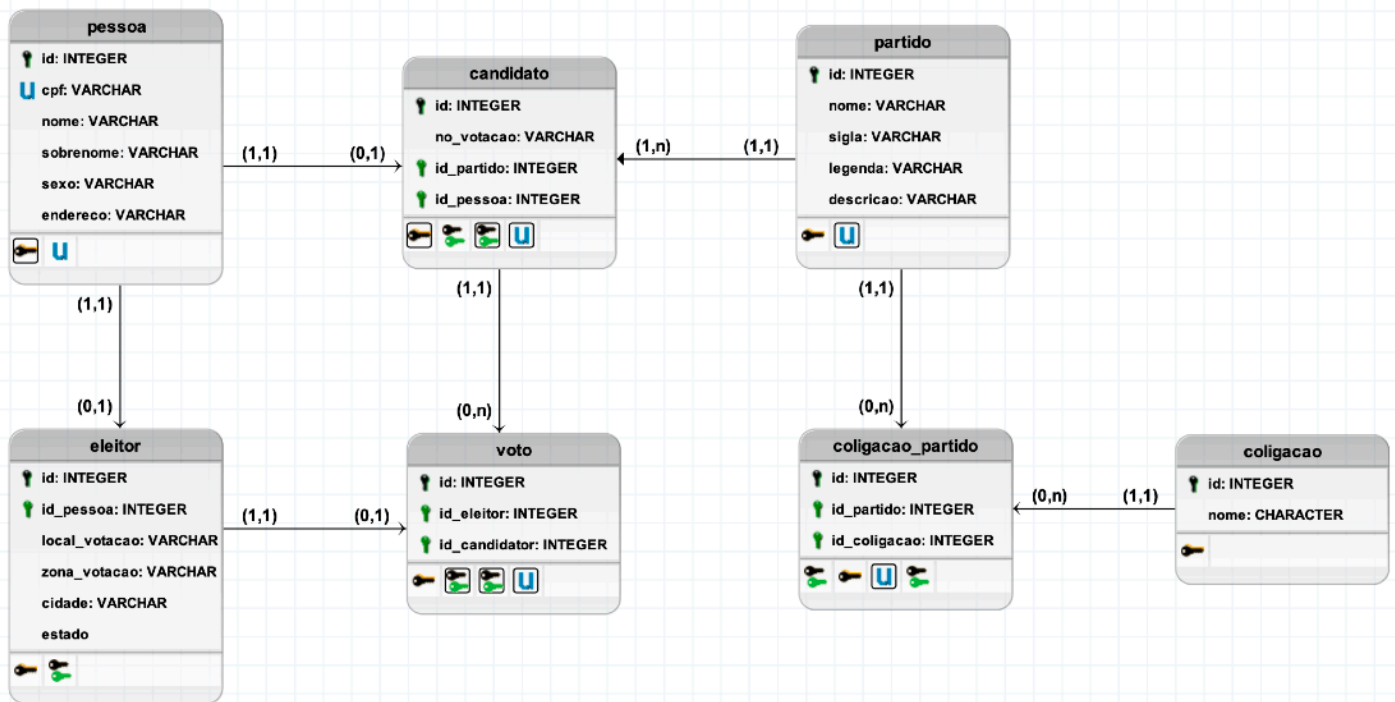 pessoa
id: INTEGER
U cpf: VARCHAR
nome: VARCHAR
sobrenome: VARCHAR
sexo: VARCHAR
endereco: VARCHAR
U
(1,1)
(0,1)
candidato
id: INTEGER
no_votacao: VARCHAR
id_partido: INTEGER
id_pessoa: INTEGER
U
(1,n)
(1,1)
partido
id: INTEGER
nome: VARCHAR
sigla: VARCHAR
legenda: VARCHAR
descricao: VARCHAR
U
(1,1)
(0,1)
(1,1)
(0,n)
(1,1)
(0,n)
eleitor
id: INTEGER
id_pessoa: INTEGER
local_votacao: VARCHAR
zona_votacao: VARCHAR
cidade: VARCHAR
estado
(1,1)
(0,1)
voto
id: INTEGER
id_eleitor: INTEGER
id_candidator: INTEGER
U
coligacao_partido
id: INTEGER
id_partido: INTEGER
id_coligacao: INTEGER
U
(0,n)
(1,1)
coligacao
id: INTEGER
nome: CHARACTER